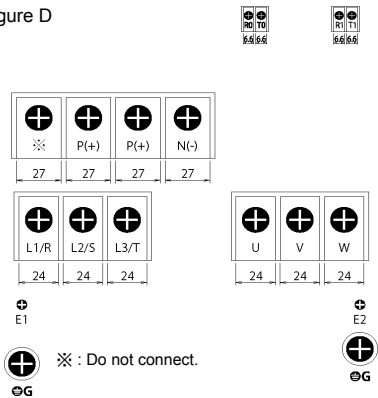 gure D
R0 T0 R1 T1
6.6 6.6 6.6 6.6
※ P(+) P(+) N(-)
27 27 27 27
L1/R L2/S L3/T U V W
24 24 24 24 24 24
E1 E2
※ : Do not connect.
G G